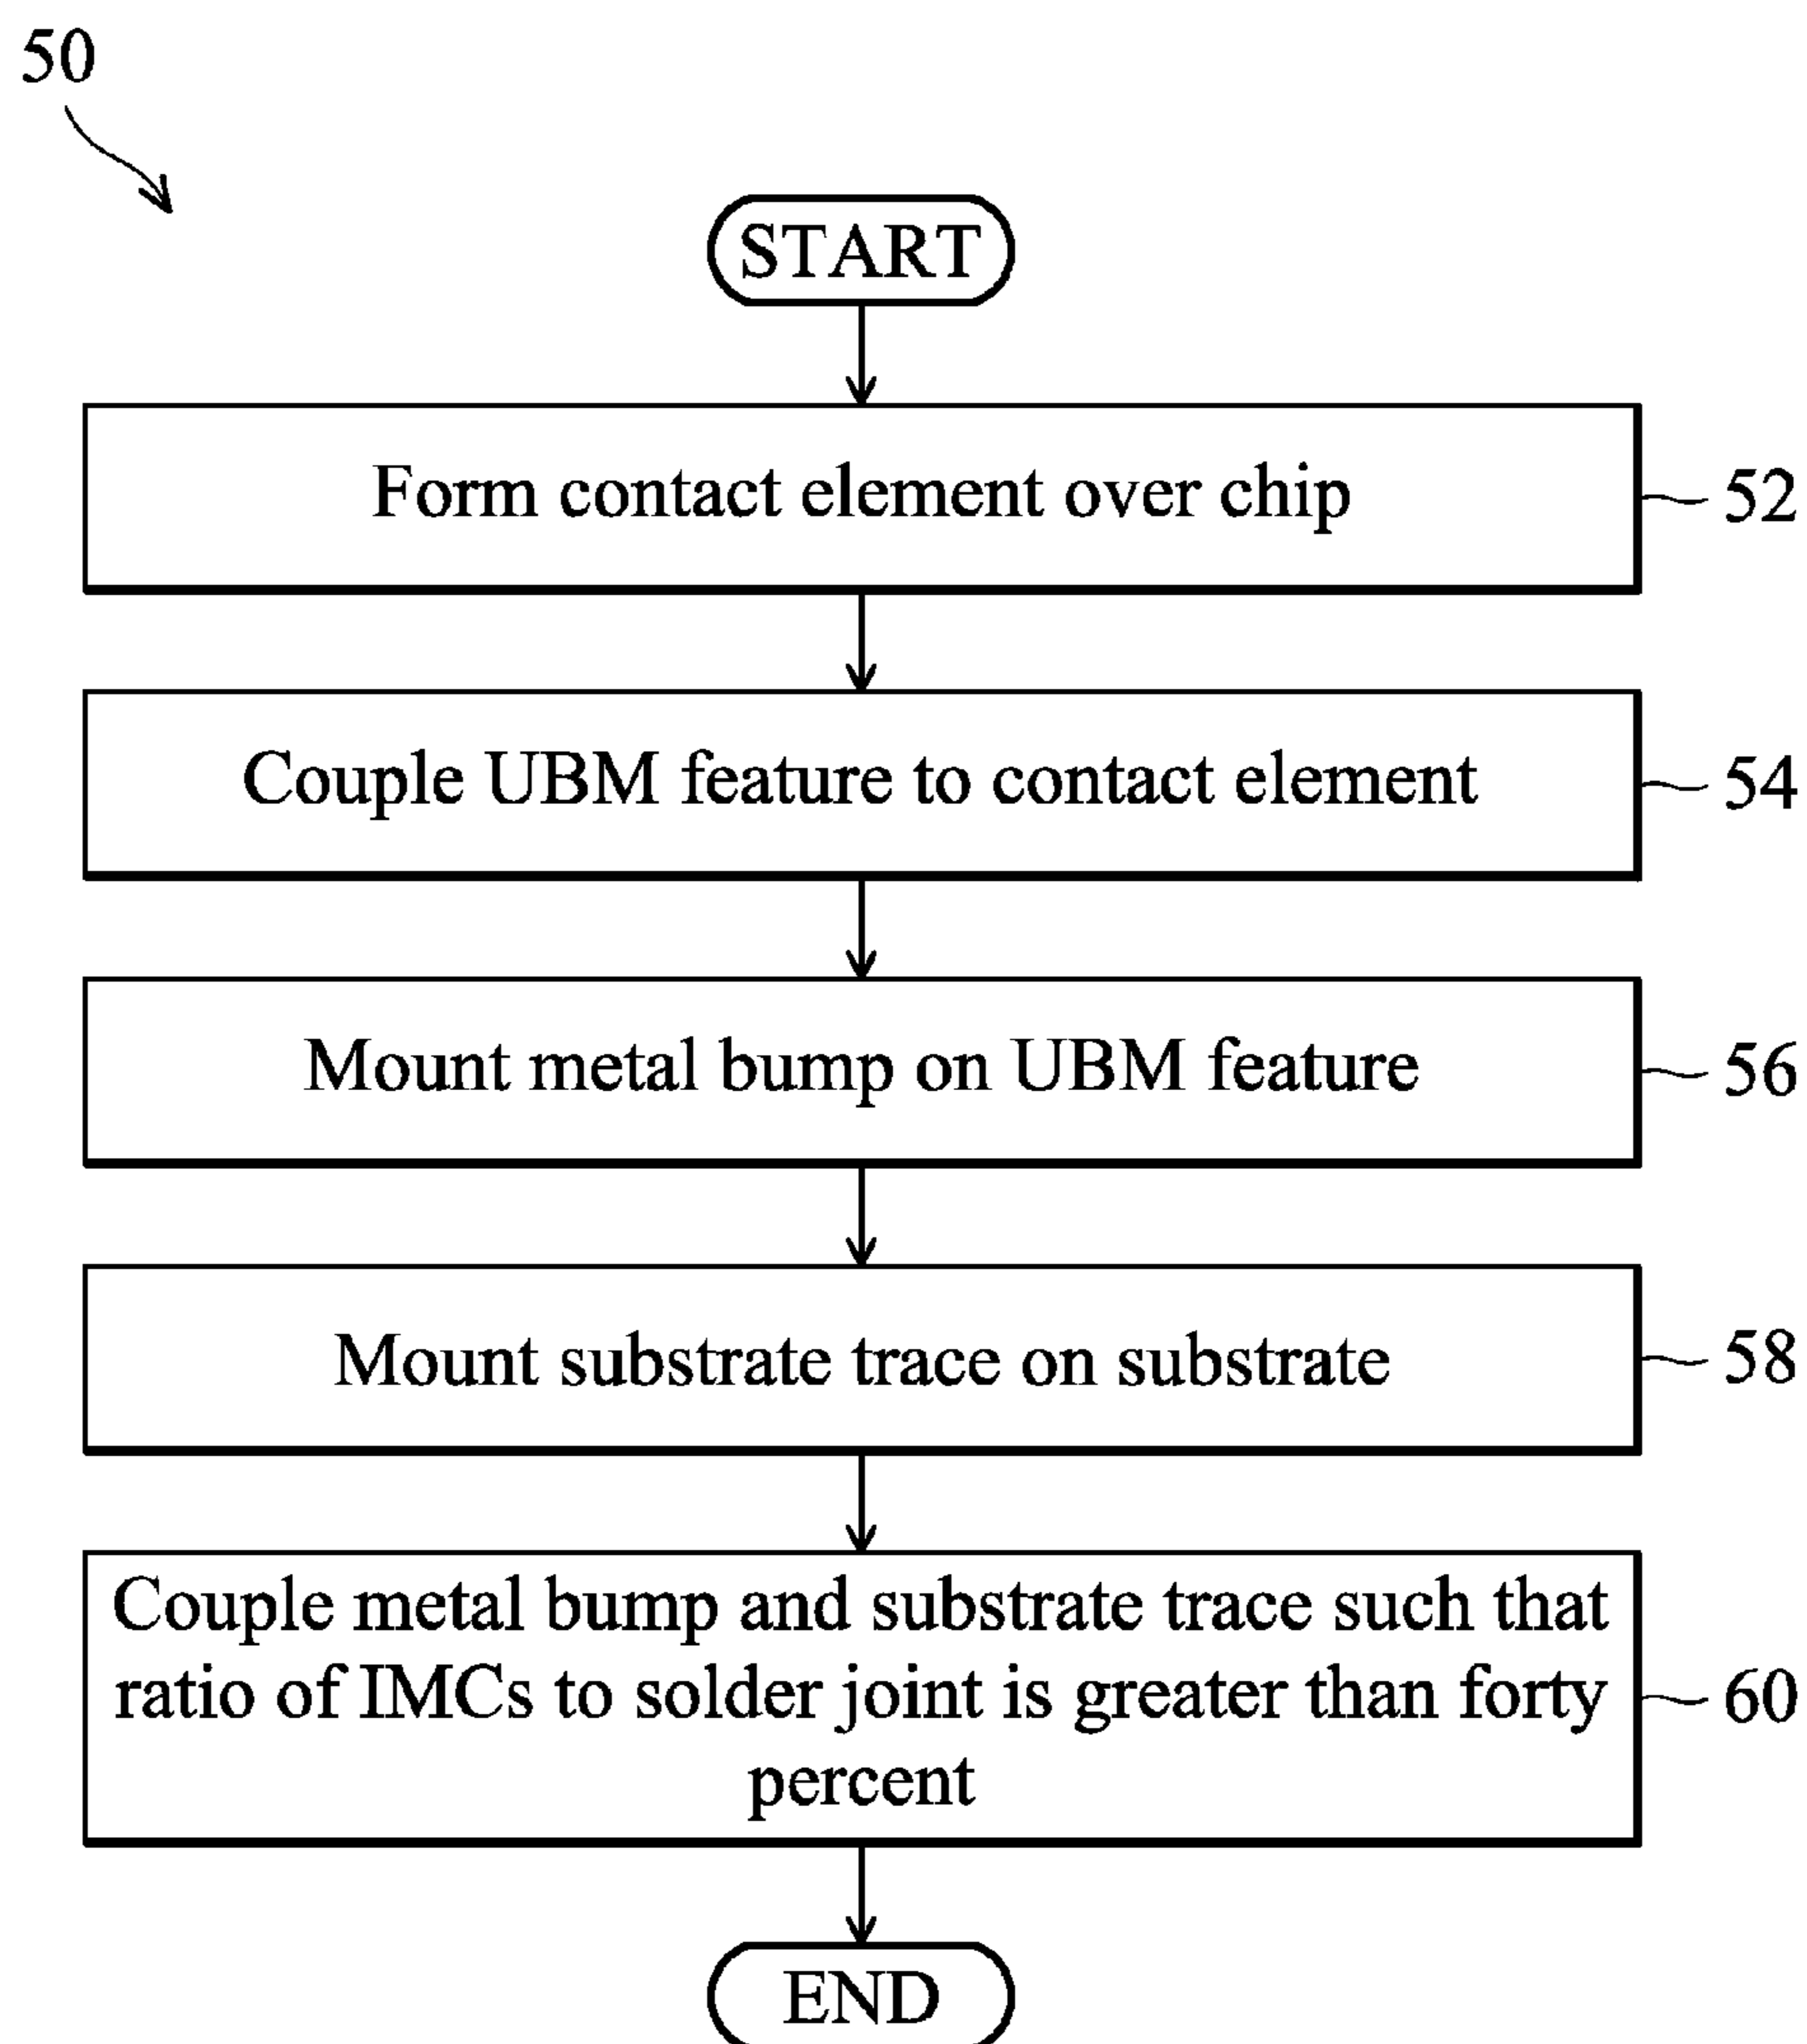 50
START
Form contact element over chip
52
Couple UBM feature to contact element
54
Mount metal bump on UBM feature
56
Mount substrate trace on substrate
58
Couple metal bump and substrate trace such that
ratio of IMCs to solder joint is greater than forty
percent
60
END